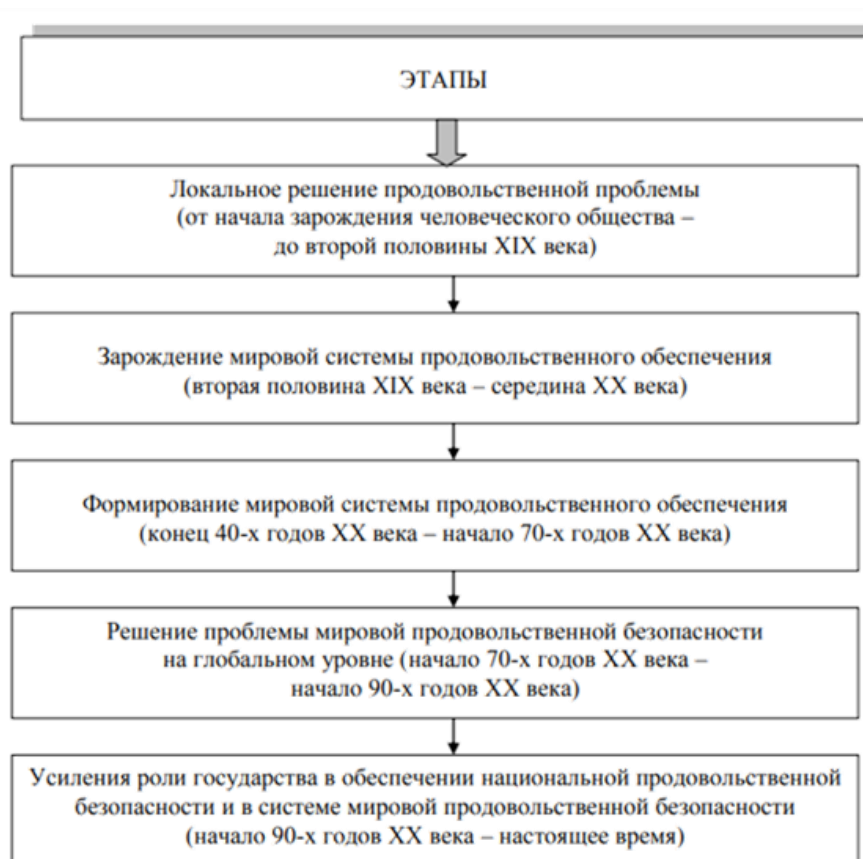 ЭТАПЫ
Локальное решение продовольственной проблемы
(от начала зарождения человеческого общества –
до второй половины XIX века)
Зарождение мировой системы продовольственного обеспечения
(вторая половина XIX века – середина XX века)
Формирование мировой системы продовольственного обеспечения
(конец 40-х годов XX века – начало 70-х годов XX века)
Решение проблемы мировой продовольственной безопасности
на глобальном уровне (начало 70-х годов XX века –
начало 90-х годов XX века)
Усиления роли государства в обеспечении национальной продовольственной
безопасности и в системе мировой продовольственной безопасности
(начало 90-х годов XX века – настоящее время)